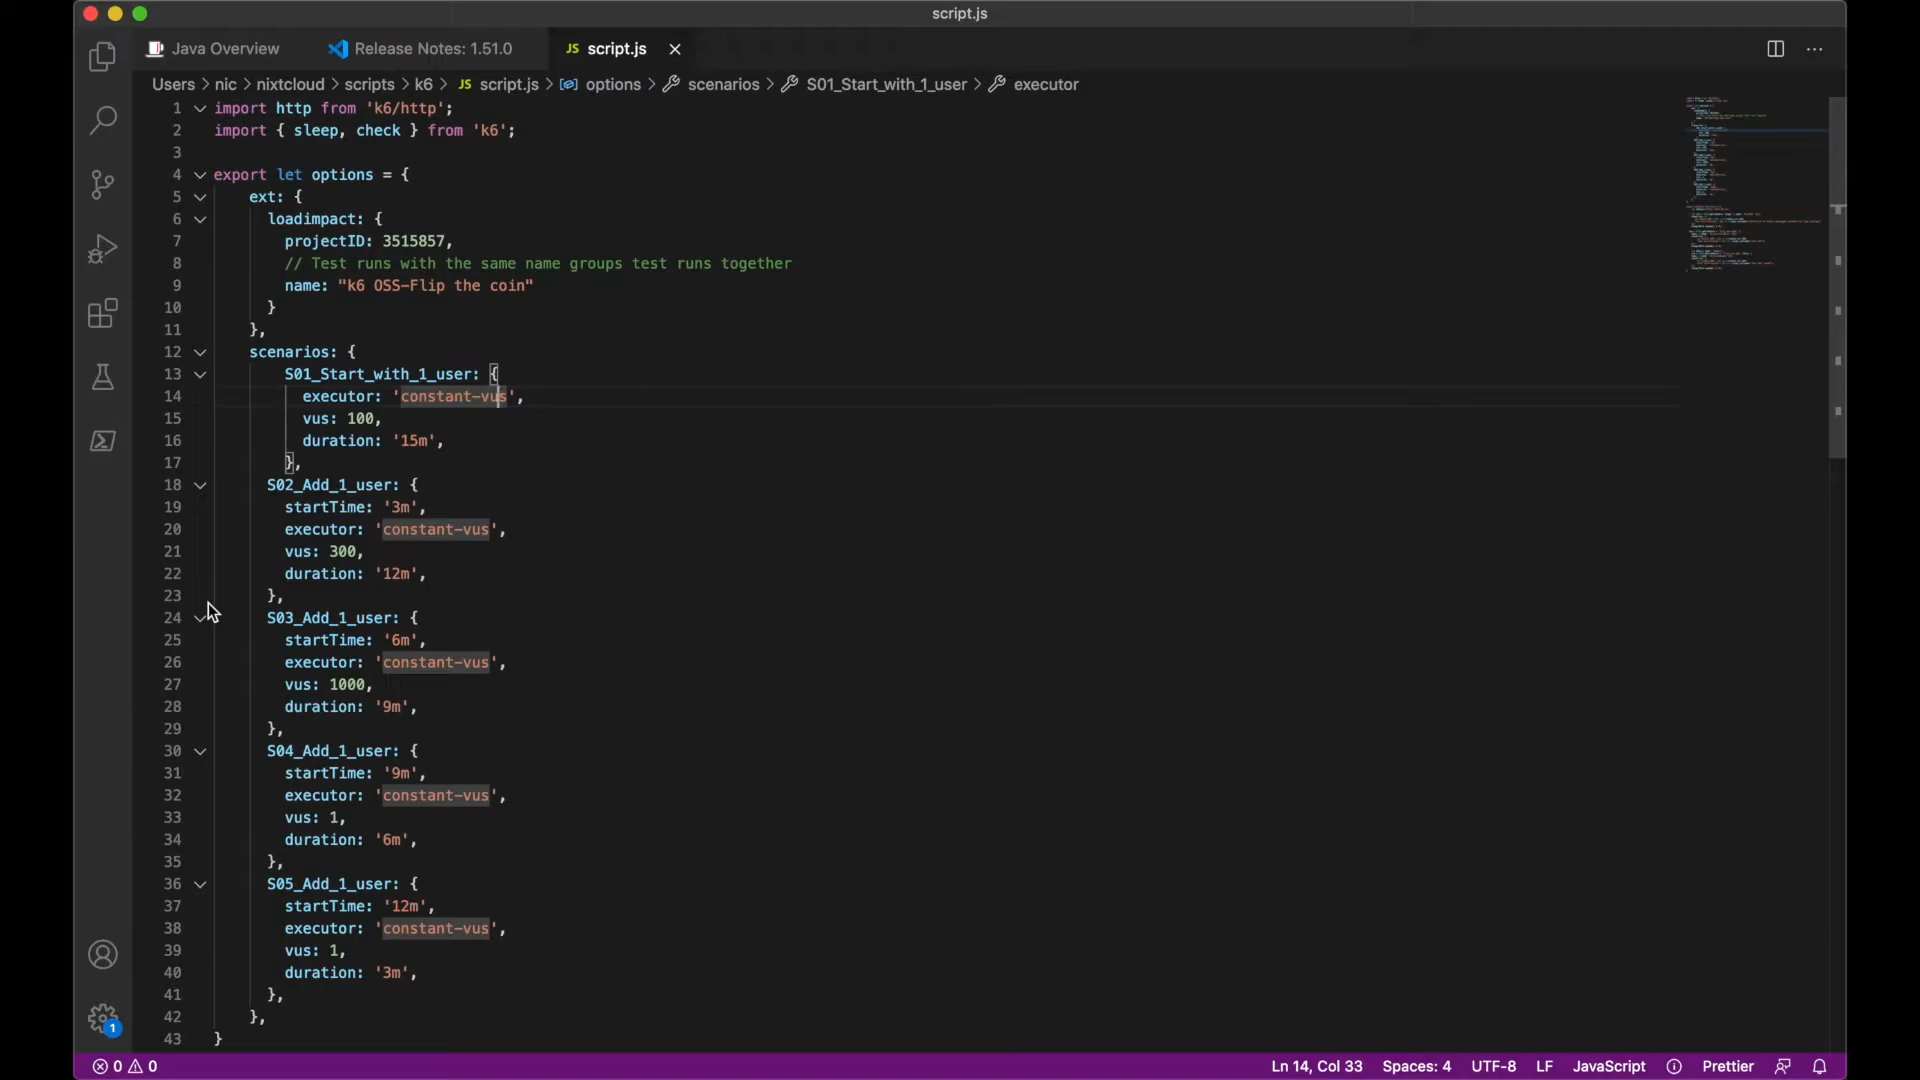 script.js
Java Overview Release Notes: 1.51.0 JS script.js
Users > nic > nixtcloud > scripts > k6 > JS script.js > options > scenarios > S01_Start_with_1_user > executor
1 import http from 'k6/http';
2 import { sleep, check } from 'k6';
3
4 export let options = {
5 ext: {
6 loadimpact: {
7 projectID: 3515857,
8 // Test runs with the same name groups test runs together
9 name: "k6 OSS-Flip the coin"
10 }
11 },
12 scenarios: {
13 S01_Start_with_1_user: {
14 executor: 'constant-vus',
15 vus: 100,
16 duration: '15m',
17 },
18 S02_Add_1_user: {
19 startTime: '3m',
20 executor: 'constant-vus',
21 vus: 300,
22 duration: '12m',
23 },
24 S03_Add_1_user: {
25 startTime: '6m',
26 executor: 'constant-vus',
27 vus: 1000,
28 duration: '9m',
29 },
30 S04_Add_1_user: {
31 startTime: '9m',
32 executor: 'constant-vus',
33 vus: 1,
34 duration: '6m',
35 },
36 S05_Add_1_user: {
37 startTime: '12m',
38 executor: 'constant-vus',
39 vus: 1,
40 duration: '3m',
41 },
42 },
43 }
1
0 0 Ln 14, Col 33 Spaces: 4 UTF-8 LF JavaScript Prettier